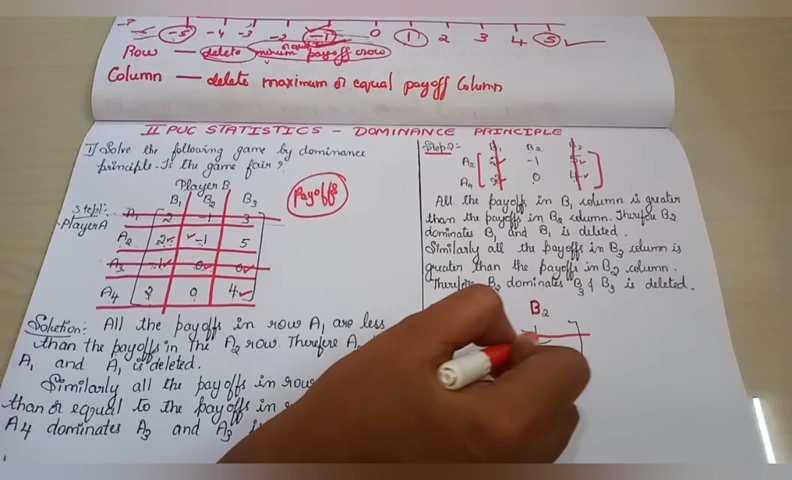 -5 -4 -3 -2 -1 0 1 2 3 4 5
Row — delete minimum or equal payoff row
Column — delete maximum or equal payoff Column
II PUC STATISTICS - DOMINANCE PRINCIPLE
1) Solve the following game by dominance
principle. Is the game fair?
Player B
Payoffs
Step1:
B1 B2 B3
Player A
A1 2 -1 3
A2 2 -1 5
A3 -1 0 0
A4 2 0 4
Solution: All the payoffs in row A1 are less
than the payoffs in the A2 row. Therefore
A1 and A1 is deleted.
Similarly all the payoffs in row
than or equal to the payoffs in
A4 dominates A3 and A3
Step2:-
B2
A2 -1 5
A4 0 4
All the payoff in B1 column is greater
than the payoffs in B2 column. Therefore B2
dominates B1 and B1 is deleted.
Similarly all the payoffs in B3 column is
greater than the payoff in B2 column.
Therefore B2 dominates B3 & B3 is deleted.
B2